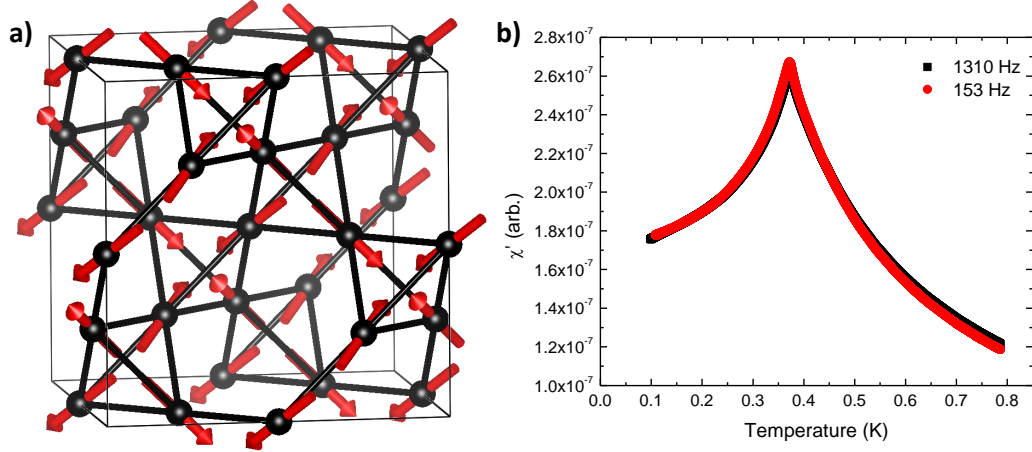 a)
b)
2.8x10⁻⁷
2.6x10⁻⁷
2.4x10⁻⁷
2.2x10⁻⁷
2.0x10⁻⁷
1.8x10⁻⁷
1.6x10⁻⁷
1.4x10⁻⁷
1.2x10⁻⁷
1.0x10⁻⁷
χ' (arb.)
1310 Hz
153 Hz
0.0 0.1 0.2 0.3 0.4 0.5 0.6 0.7 0.8
Temperature (K)